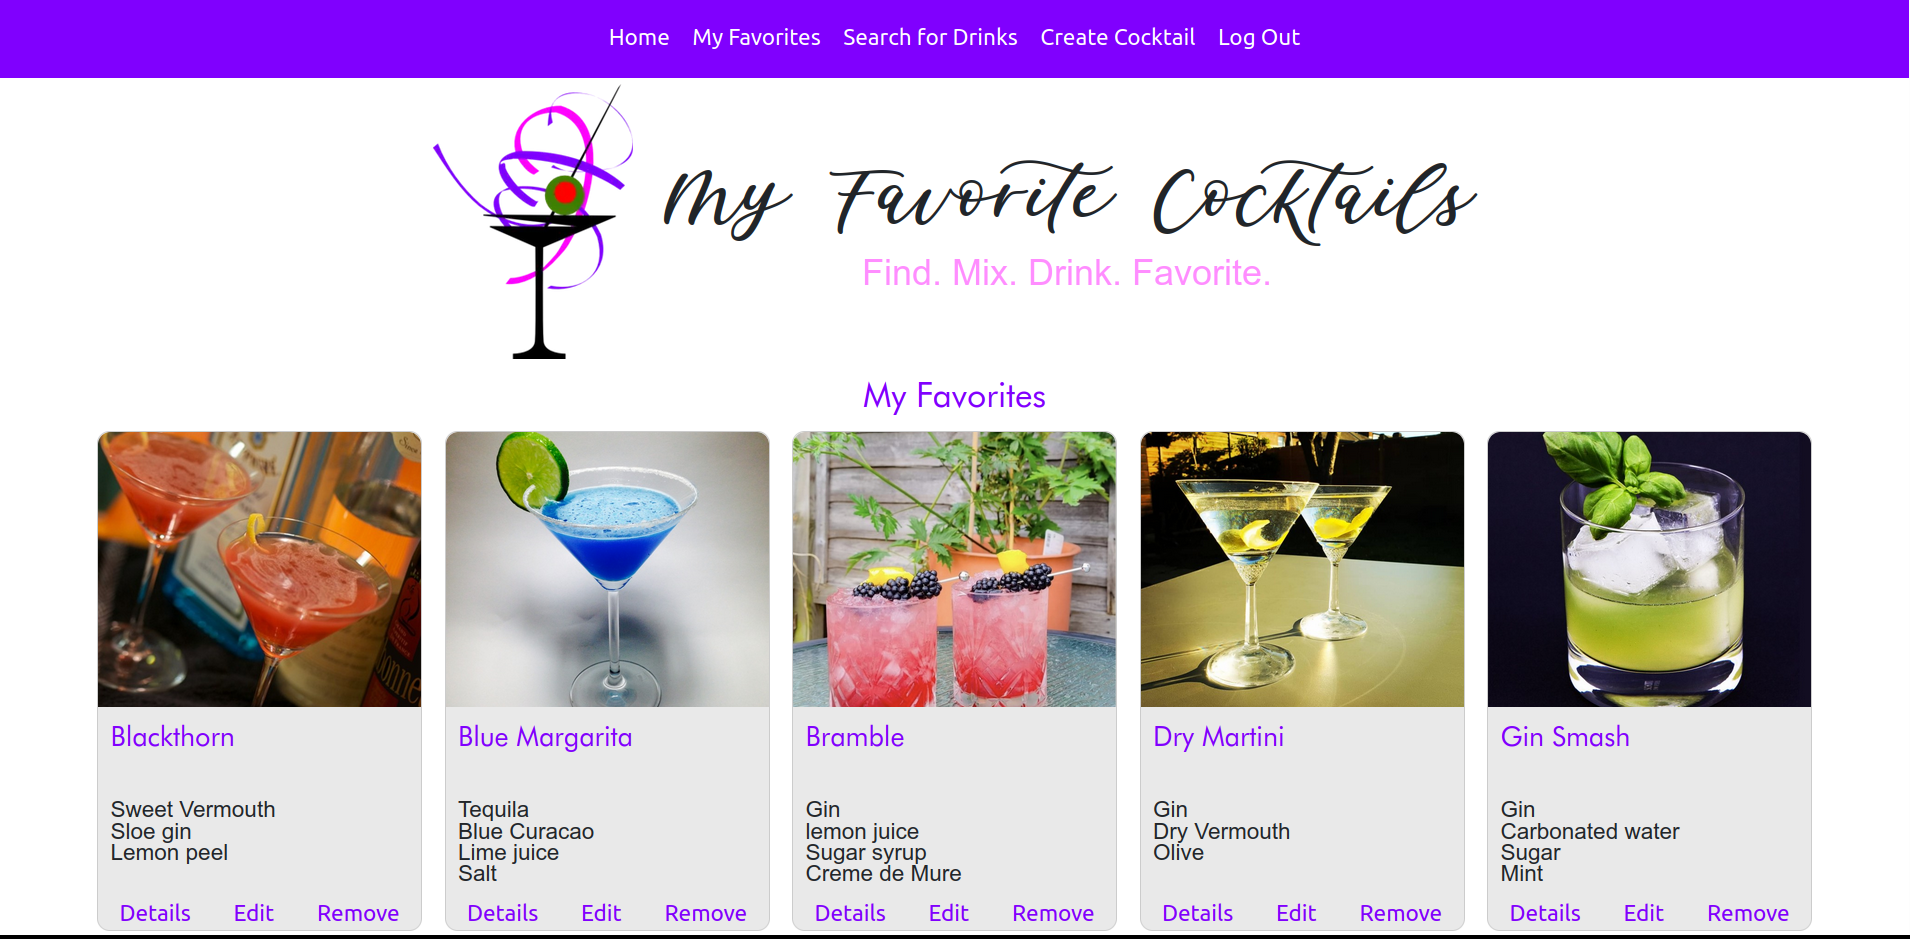 Home My Favorites Search for Drinks Create Cocktail Log Out
My Favorite Cocktails
Find. Mix. Drink. Favorite.
My Favorites
Blackthorn
Sweet Vermouth
Sloe gin
Lemon peel
Details Edit Remove
Blue Margarita
Tequila
Blue Curacao
Lime juice
Salt
Details Edit Remove
Bramble
Gin
lemon juice
Sugar syrup
Creme de Mure
Details Edit Remove
Dry Martini
Gin
Dry Vermouth
Olive
Details Edit Remove
Gin Smash
Gin
Carbonated water
Sugar
Mint
Details Edit Remove